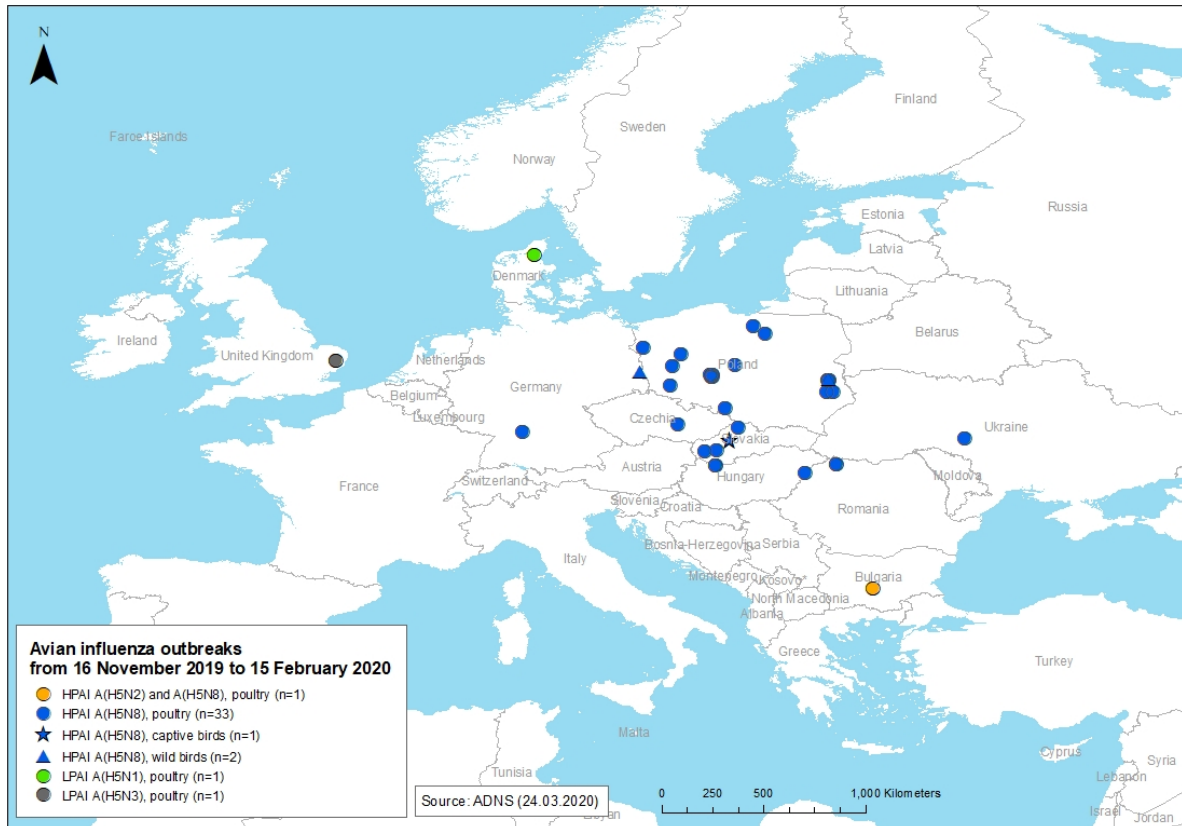 N
Finland
Faroe Islands
Sweden
Norway
Russia
Estonia
Latvia
Denmark
Lithuania
Belarus
Ireland
United Kingdom
Netherlands
Poland
Germany
Belgium
Luxembourg
Czechia
Ukraine
Slovakia
Austria
France
Switzerland
Hungary
Moldova
Slovenia
Croatia
Romania
Bosnia-Herzegovina
Serbia
Italy
Montenegro
Kosovo*
Bulgaria
North Macedonia
Albania
Greece
Turkey
Malta
Cyprus
Syria
Tunisia
Lebanon
Israel
Jordan
Avian influenza outbreaks
from 16 November 2019 to 15 February 2020
HPAI A(H5N2) and A(H5N8), poultry (n=1)
HPAI A(H5N8), poultry (n=33)
HPAI A(H5N8), captive birds (n=1)
HPAI A(H5N8), wild birds (n=2)
LPAI A(H5N1), poultry (n=1)
LPAI A(H5N3), poultry (n=1)
Source: ADNS (24.03.2020)
0 250 500 1,000 Kilometers